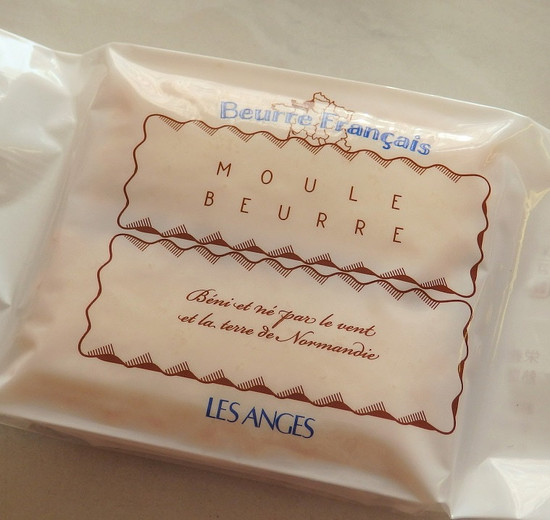 Beurre Français
MOULE
BEURRE
Béni et né par le vent
et la terre de Normandie
LES ANGES